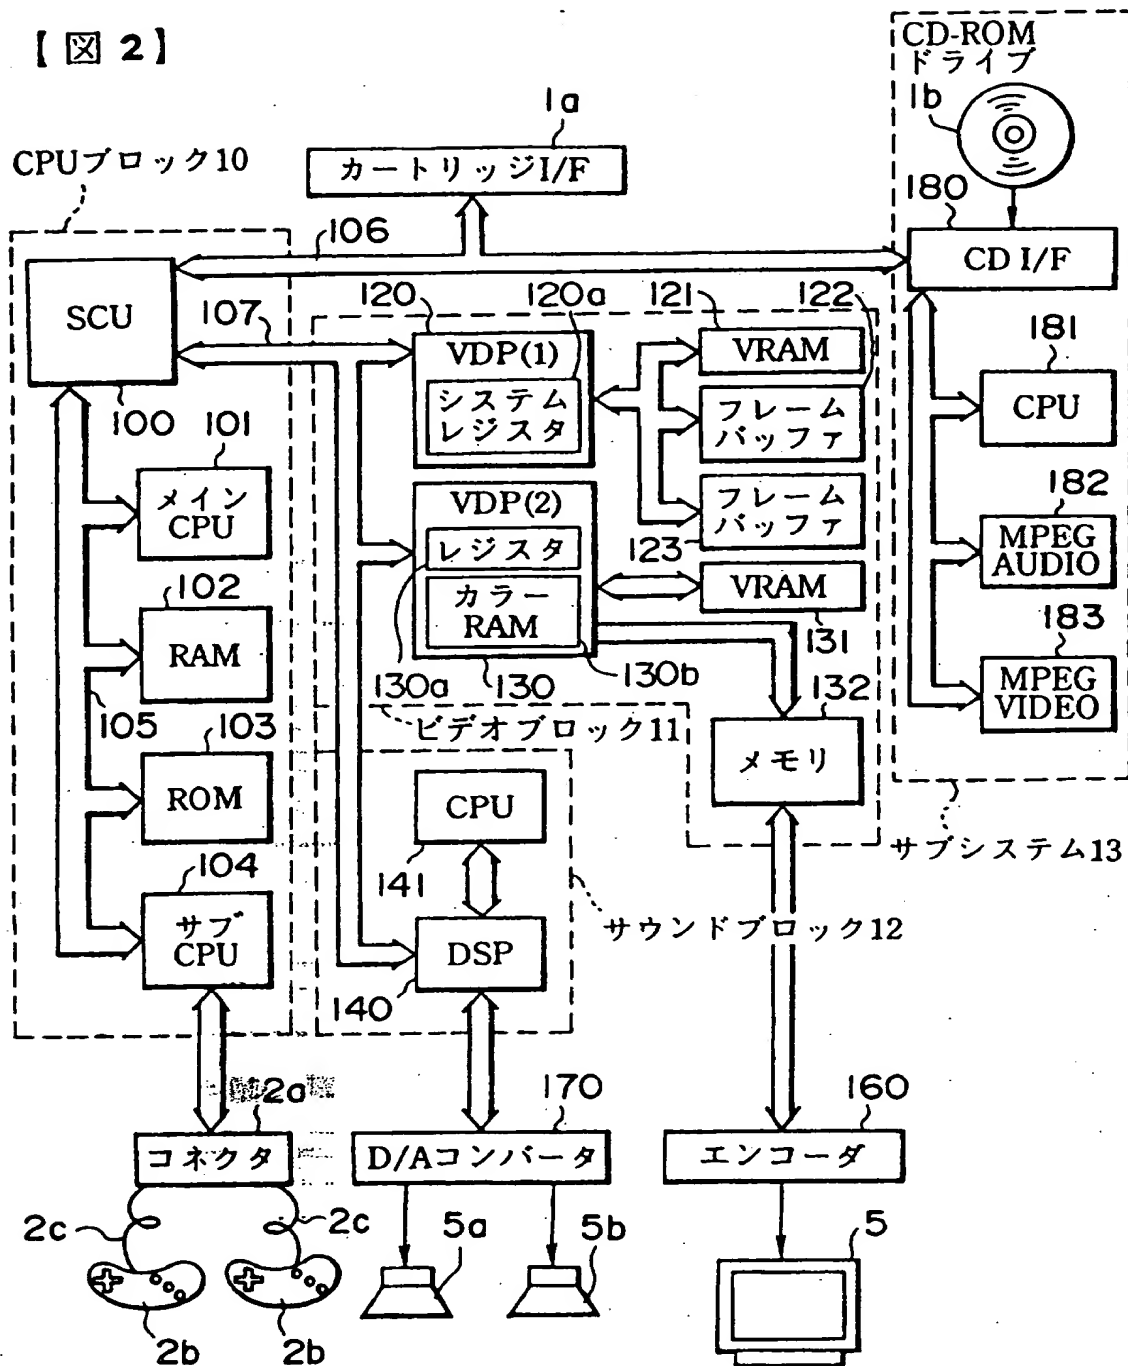 【図 2】
CD-ROM
ドライブ
1b
1a
カートリッジI/F
CPUブロック10
180
CD I/F
106
SCU
100
107
120
120a
121
122
VDP(1)
システム
レジスタ
VRAM
フレーム
バッファ
フレーム
バッファ
123
181
CPU
101
メイン
CPU
VDP(2)
レジスタ
カラー
RAM
VRAM
131
182
MPEG
AUDIO
102
RAM
130a
130
130b
183
MPEG
VIDEO
105
ビデオブロック11
132
メモリ
103
ROM
CPU
141
サブシステム13
104
サブ
CPU
DSP
140
サウンドブロック12
2a
コネクタ
170
D/Aコンバータ
160
エンコーダ
2c
2c
5a
5b
5
2b
2b